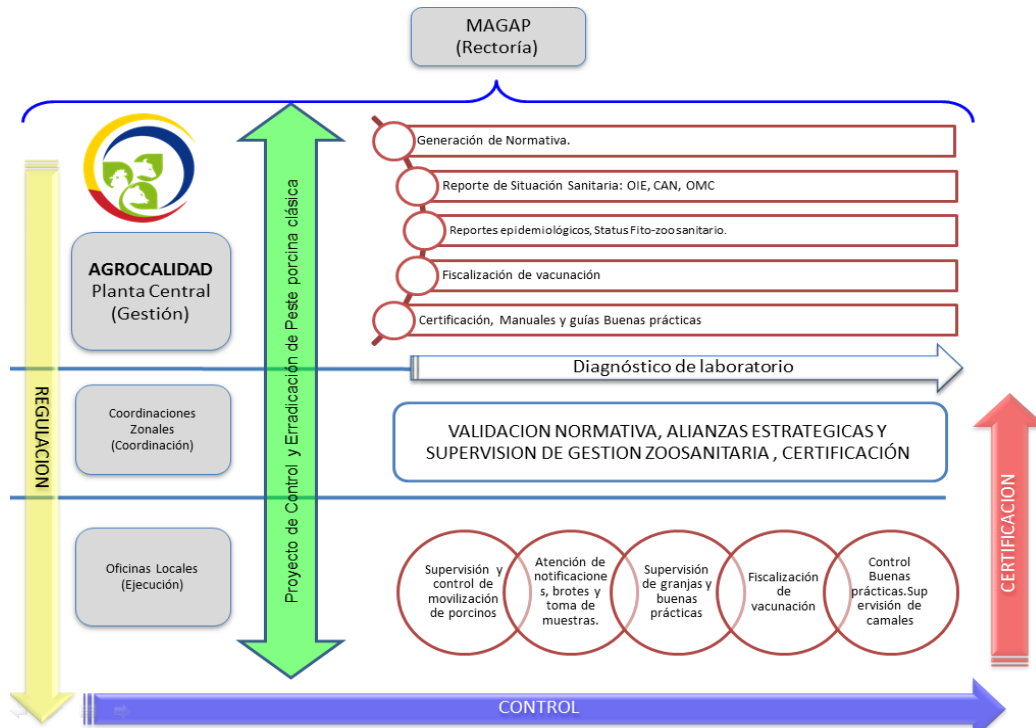 MAGAP
(Rectoría)
AGROCALIDAD
Planta Central
(Gestión)
Generación de Normativa.
Reporte de Situación Sanitaria: OIE, CAN, OMC
Reportes epidemiológicos, Status Fito-zoosanitario.
Fiscalización de vacunación
Certificación, Manuales y guías Buenas prácticas
Diagnóstico de laboratorio
REGULACION
Proyecto de Control y Erradicación de Peste porcina clásica
Coordinaciones
Zonales
(Coordinación)
VALIDACION NORMATIVA, ALIANZAS ESTRATEGICAS Y
SUPERVISION DE GESTION ZOOSANITARIA , CERTIFICACIÓN
CERTIFICACION
Oficinas Locales
(Ejecución)
Supervisión y
control de
movilización
de porcinos
Atención de
notificacione
s, brotes y
toma de
muestras.
Supervisión
de granjas y
buenas
prácticas
Fiscalización
de
vacunación
Control
Buenas
prácticas.Sup
ervisión de
camales
CONTROL